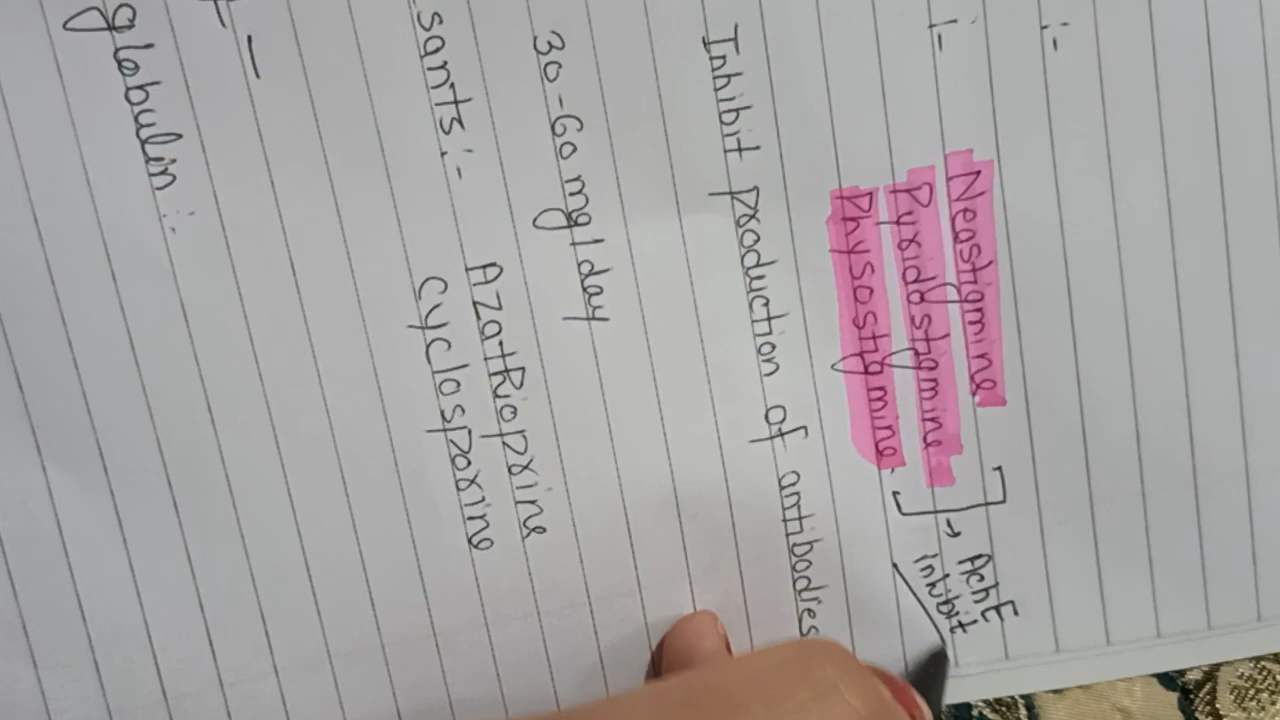 :-
:-
Neostigmine
Pyridostigmine
Physostigmine
→ AchE
inhibit
Inhibit production of antibodies
30-60 mg/day
sants:- Azathioprine
cyclosporine
globulin :-